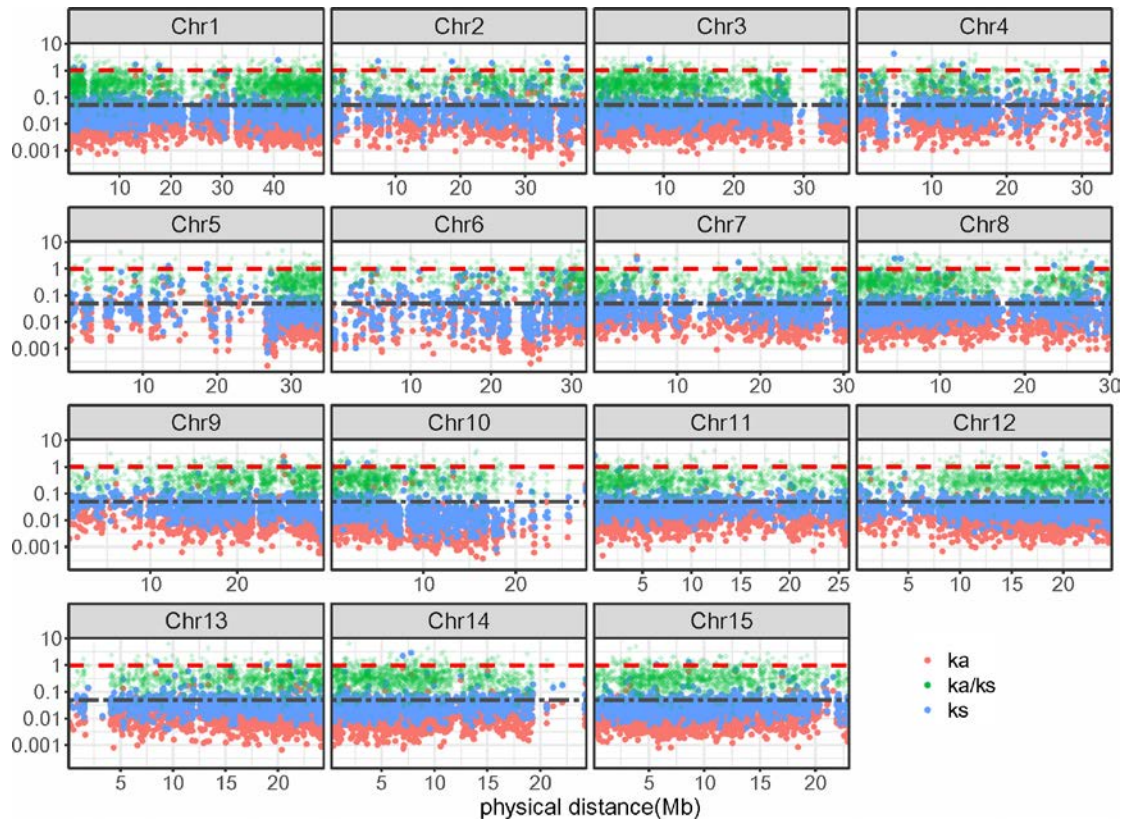 Chr1 Chr2 Chr3 Chr4
10
1
0.1
0.01
0.001
10 20 30 40 10 20 30 10 20 30 10 20 30
Chr5 Chr6 Chr7 Chr8
10
1
0.1
0.01
0.001
10 20 30 10 20 30 10 20 30 10 20 30
Chr9 Chr10 Chr11 Chr12
10
1
0.1
0.01
0.001
10 20 10 20 5 10 15 20 25 5 10 15 20
Chr13 Chr14 Chr15
10
1
0.1
0.01
0.001
5 10 15 20 5 10 15 20 5 10 15 20
ka
ka/ks
ks
physical distance(Mb)